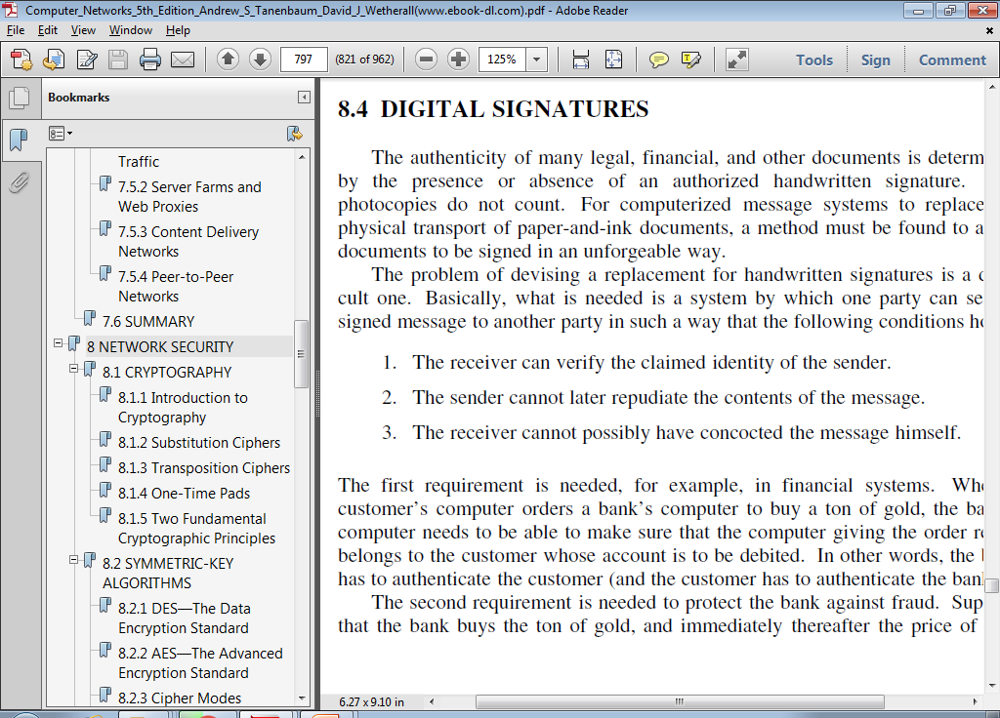 Computer_Networks_5th_Edition_Andrew_S_Tanenbaum_David_J_Wetherall(www.ebook-dl.com).pdf - Adobe Reader
File Edit View Window Help
797 (821 of 962) 125% Tools Sign Comment
Bookmarks
Traffic
7.5.2 Server Farms and
Web Proxies
7.5.3 Content Delivery
Networks
7.5.4 Peer-to-Peer
Networks
7.6 SUMMARY
8 NETWORK SECURITY
8.1 CRYPTOGRAPHY
8.1.1 Introduction to
Cryptography
8.1.2 Substitution Ciphers
8.1.3 Transposition Ciphers
8.1.4 One-Time Pads
8.1.5 Two Fundamental
Cryptographic Principles
8.2 SYMMETRIC-KEY
ALGORITHMS
8.2.1 DES—The Data
Encryption Standard
8.2.2 AES—The Advanced
Encryption Standard
8.2.3 Cipher Modes
8.4 DIGITAL SIGNATURES
The authenticity of many legal, financial, and other documents is determ
by the presence or absence of an authorized handwritten signature.
photocopies do not count. For computerized message systems to replace
physical transport of paper-and-ink documents, a method must be found to a
documents to be signed in an unforgeable way.
The problem of devising a replacement for handwritten signatures is a
cult one. Basically, what is needed is a system by which one party can se
signed message to another party in such a way that the following conditions h
1. The receiver can verify the claimed identity of the sender.
2. The sender cannot later repudiate the contents of the message.
3. The receiver cannot possibly have concocted the message himself.
The first requirement is needed, for example, in financial systems. Wh
customer's computer orders a bank's computer to buy a ton of gold, the ba
computer needs to be able to make sure that the computer giving the order r
belongs to the customer whose account is to be debited. In other words, the
has to authenticate the customer (and the customer has to authenticate the ban
The second requirement is needed to protect the bank against fraud. Sup
that the bank buys the ton of gold, and immediately thereafter the price of
6.27 x 9.10 in